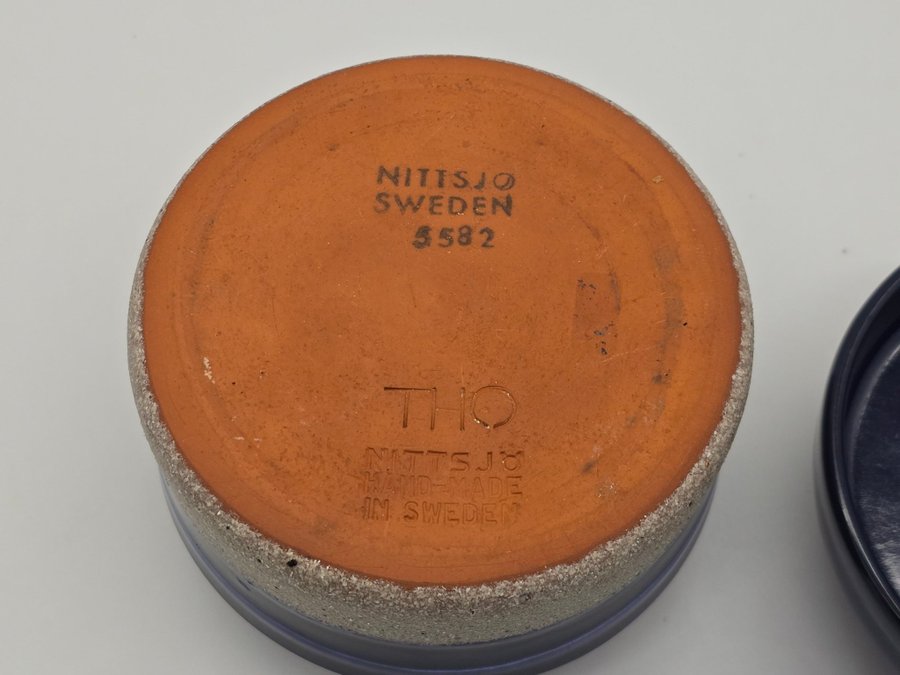 NITTSJÖ
SWEDEN
5582
THO
NITTSJÖ
HAND-MADE
IN SWEDEN